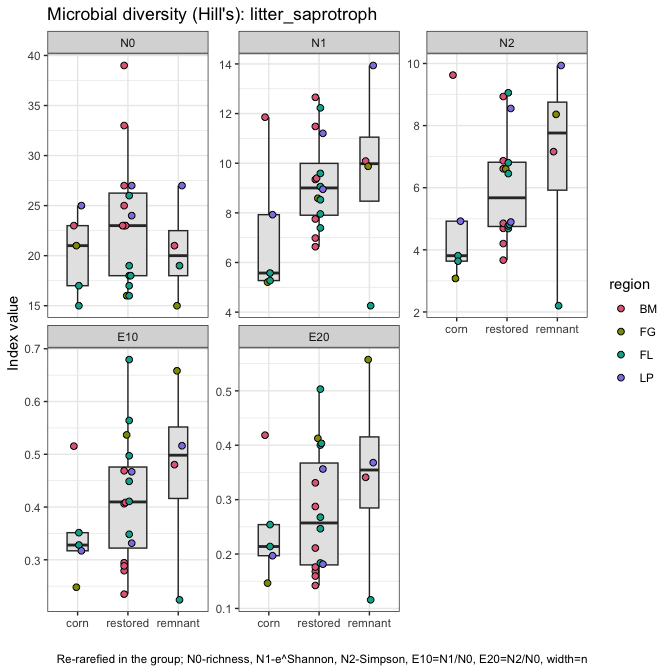 Microbial diversity (Hill's): litter_saprotroph
N0
N1
N2
40
35
30
25
20
15
14
12
10
8
6
4
10
8
6
4
2
corn restored remnant
Index value
E10
E20
0.7
0.6
0.5
0.4
0.3
0.5
0.4
0.3
0.2
0.1
corn restored remnant
corn restored remnant
region
BM
FG
FL
LP
Re-rarefied in the group; N0-richness, N1-e^Shannon, N2-Simpson, E10=N1/N0, E20=N2/N0, width=n